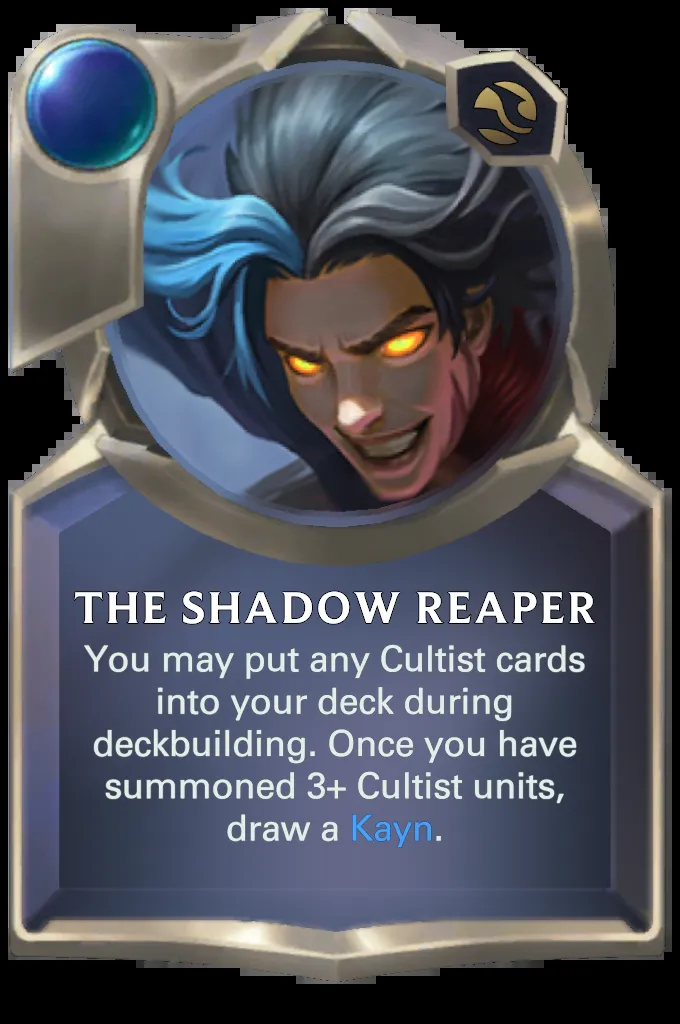 THE SHADOW REAPER
You may put any Cultist cards
into your deck during
deckbuilding. Once you have
summoned 3+ Cultist units,
draw a Kayn.